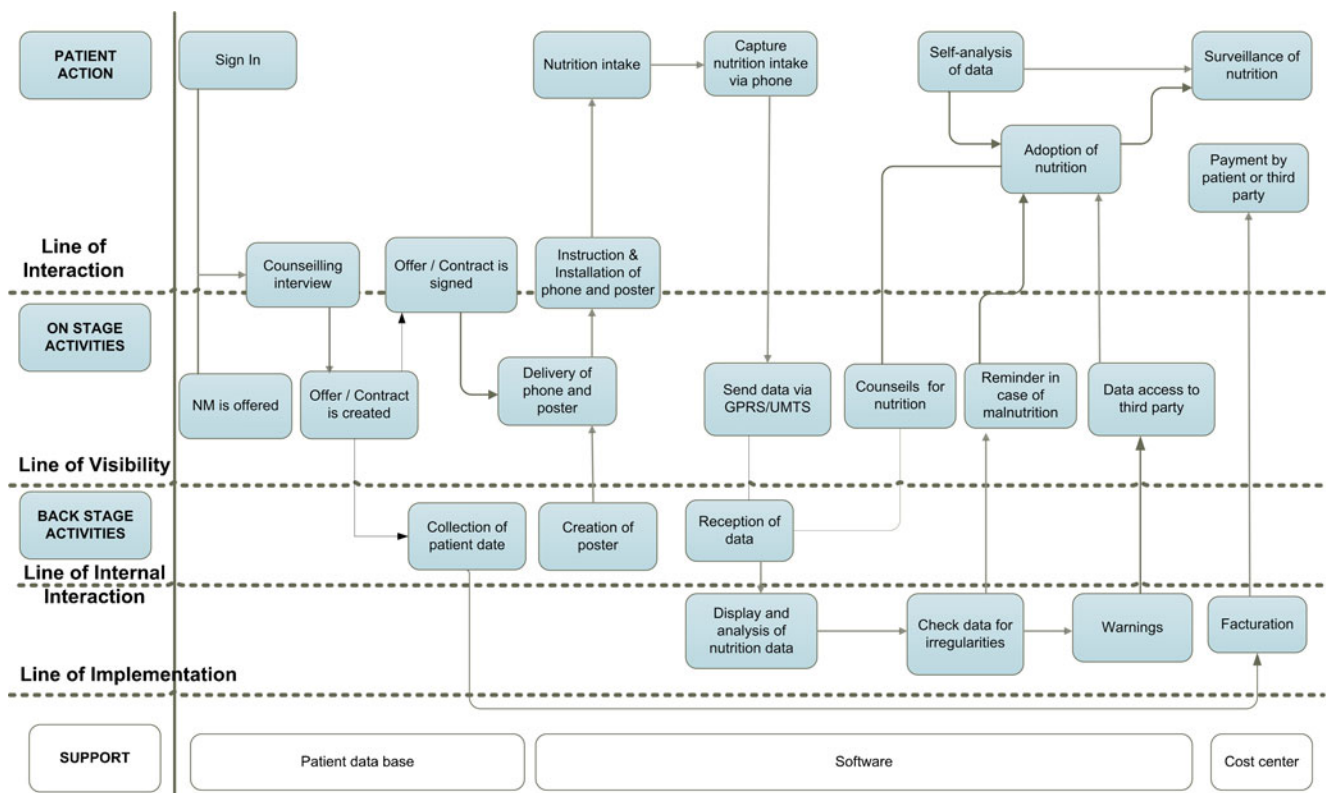 PATIENT
ACTION
Sign In
Nutrition intake
Capture
nutrition intake
via phone
Self-analysis
of data
Surveillance of
nutrition
Adoption of
nutrition
Payment by
patient or third
party
Line of
Interaction
Counseilling
interview
Offer / Contract is
signed
Instruction &
Installation of
phone and poster
ON STAGE
ACTIVITIES
NM is offered
Offer / Contract
is created
Delivery of
phone and
poster
Send data via
GPRS/UMTS
Counseils for
nutrition
Reminder in
case of
malnutrition
Data access to
third party
Line of Visibility
BACK STAGE
ACTIVITIES
Collection of
patient date
Creation of
poster
Reception of
data
Line of Internal
Interaction
Display and
analysis of
nutrition data
Check data for
irregularities
Warnings
Facturation
Line of Implementation
SUPPORT
Patient data base
Software
Cost center